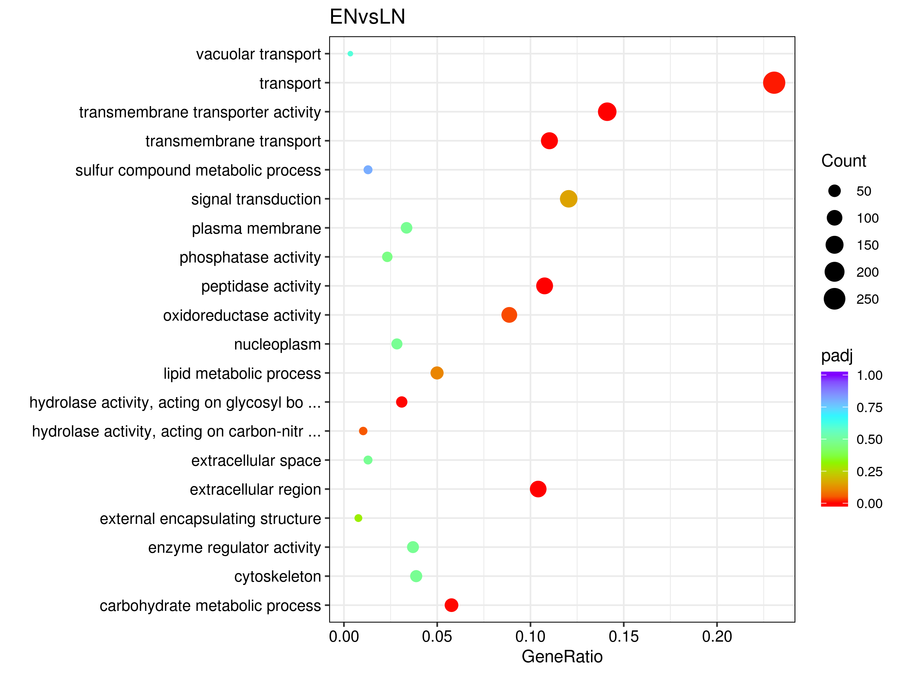 ENvsLN
vacuolar transport
transport
transmembrane transporter activity
transmembrane transport
sulfur compound metabolic process
signal transduction
plasma membrane
phosphatase activity
peptidase activity
oxidoreductase activity
nucleoplasm
lipid metabolic process
hydrolase activity, acting on glycosyl bo ...
hydrolase activity, acting on carbon-nitr ...
extracellular space
extracellular region
external encapsulating structure
enzyme regulator activity
cytoskeleton
carbohydrate metabolic process
0.00 0.05 0.10 0.15 0.20
GeneRatio
Count
50
100
150
200
250
padj
1.00
0.75
0.50
0.25
0.00